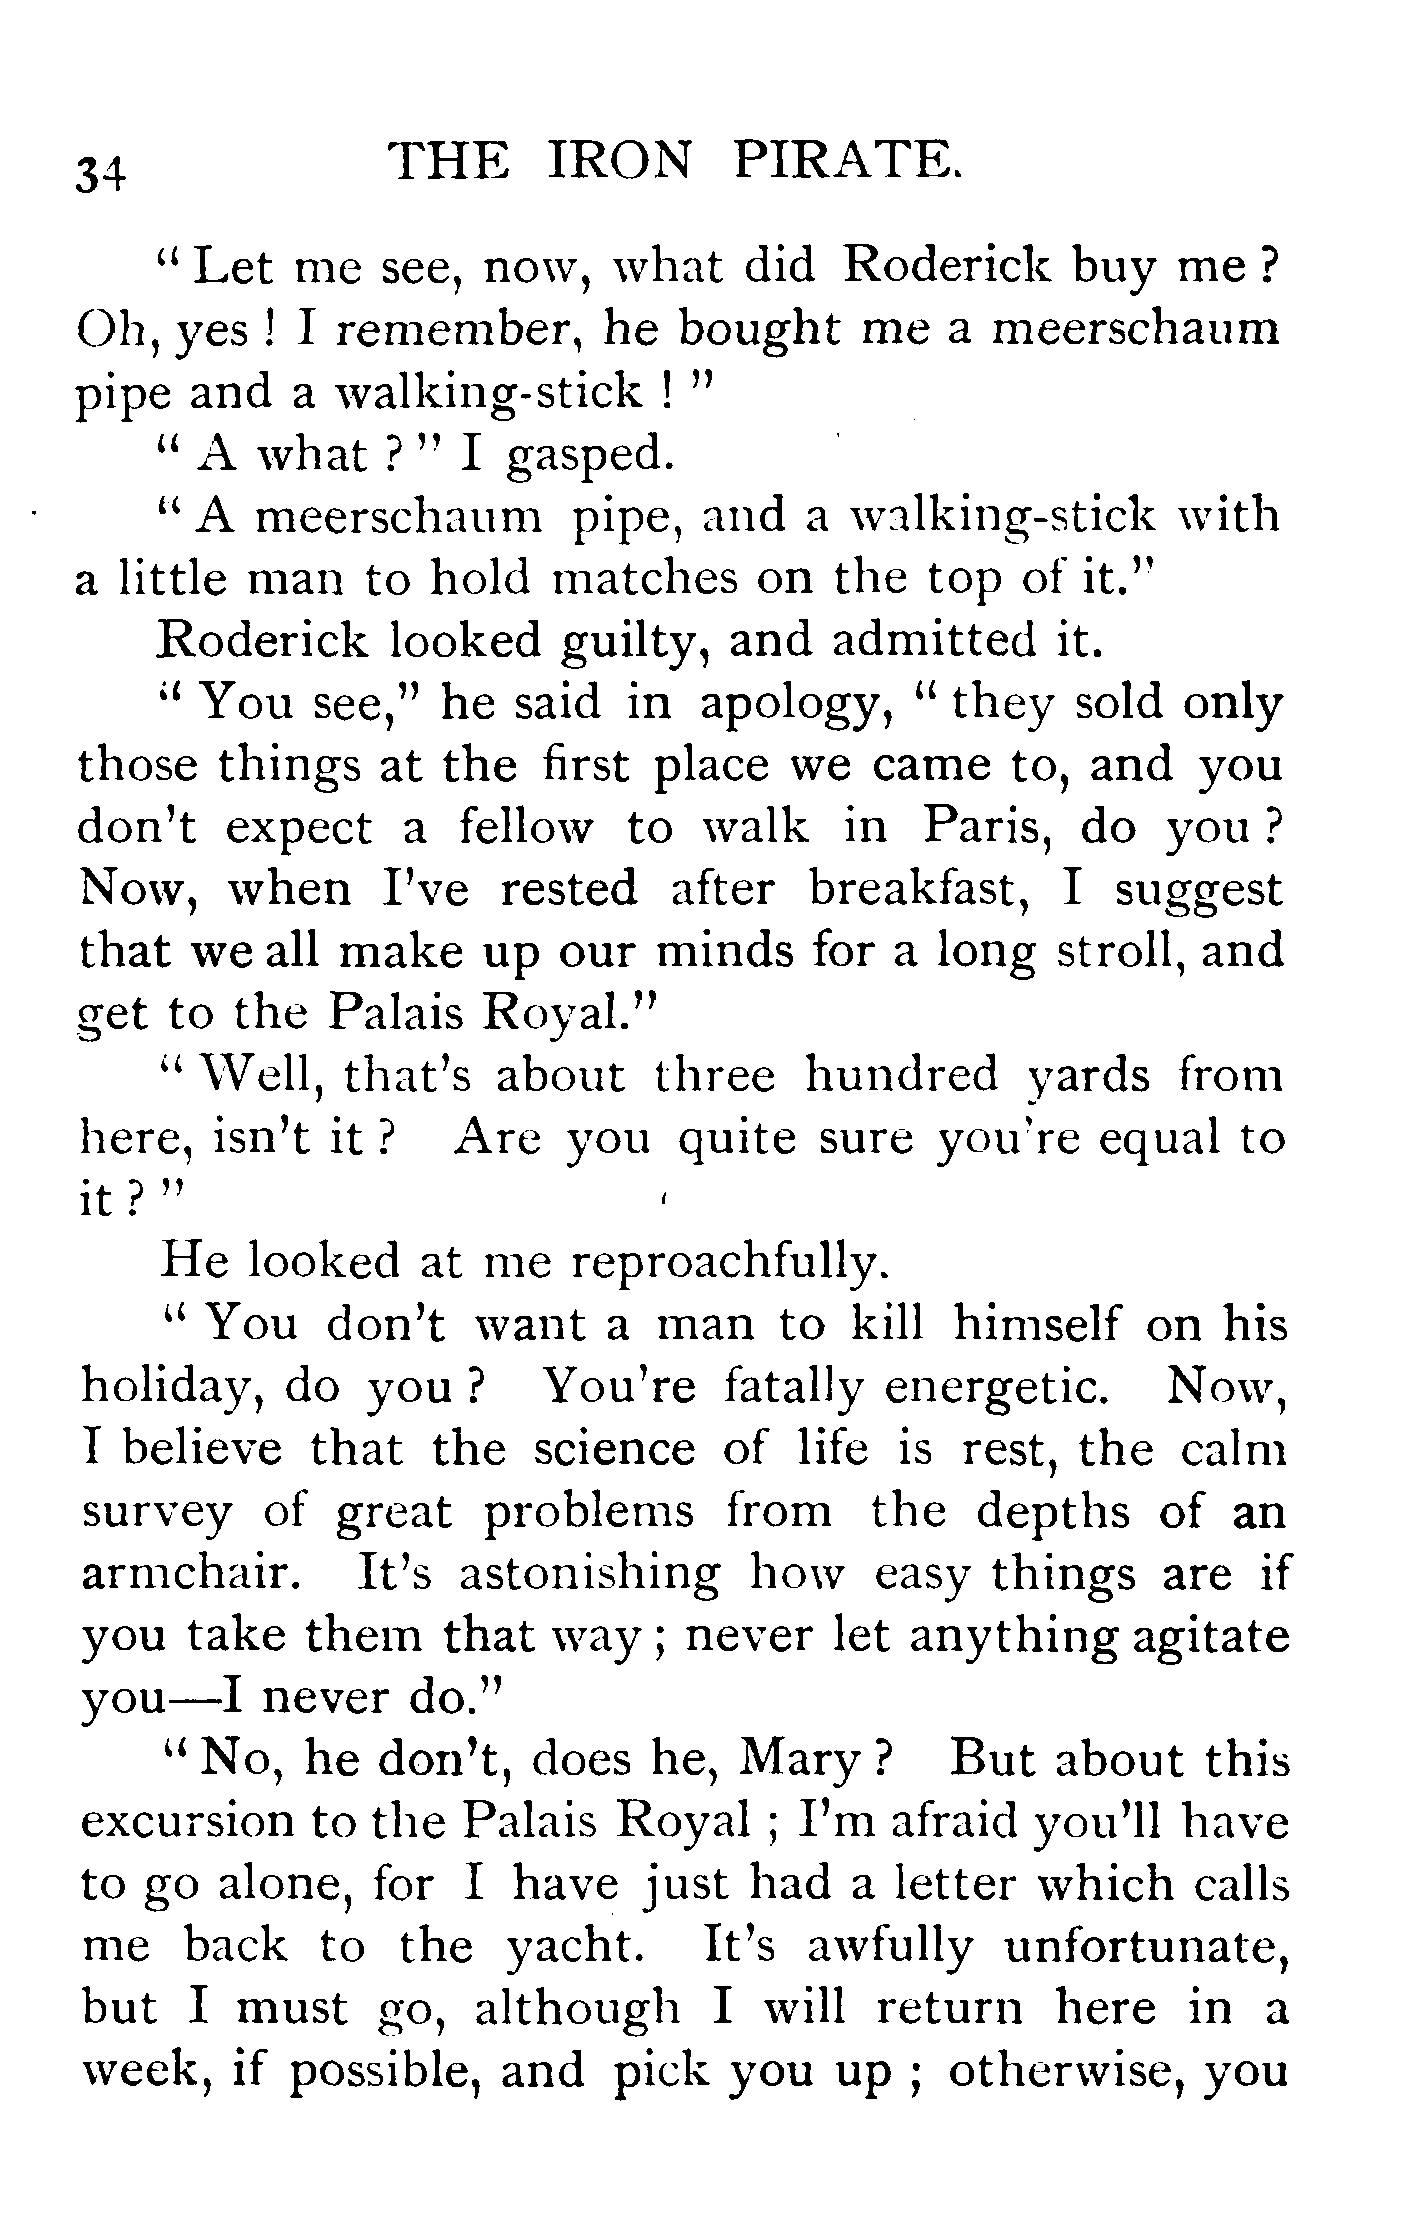 34 THE IRON PIRATE.
“ Let me see, now, what did Roderick buy me ?
Oh, yes ! I remember, he bought me a meerschaum
pipe and a walking-stick ! ”
“ A what ? ” I gasped.
“ A meerschaum pipe, and a walking-stick with
a little man to hold matches on the top of it.”
Roderick looked guilty, and admitted it.
“ You see,” he said in apology, “ they sold only
those things at the first place we came to, and you
don't expect a fellow to walk in Paris, do you ?
Now, when I've rested after breakfast, I suggest
that we all make up our minds for a long stroll, and
get to the Palais Royal.”
“ Well, that's about three hundred yards from
here, isn't it ? Are you quite sure you're equal to
it ? ”
He looked at me reproachfully.
“ You don't want a man to kill himself on his
holiday, do you ? You're fatally energetic. Now,
I believe that the science of life is rest, the calm
survey of great problems from the depths of an
armchair. It's astonishing how easy things are if
you take them that way ; never let anything agitate
you—I never do.”
“ No, he don't, does he, Mary ? But about this
excursion to the Palais Royal ; I'm afraid you'll have
to go alone, for I have just had a letter which calls
me back to the yacht. It's awfully unfortunate,
but I must go, although I will return here in a
week, if possible, and pick you up ; otherwise, you